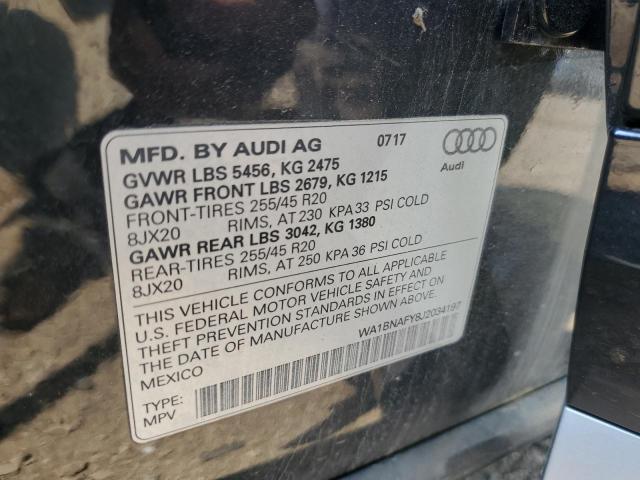 MFD. BY AUDI AG 0717
Audi
GVWR LBS 5456, KG 2475
GAWR FRONT LBS 2679, KG 1215
FRONT-TIRES 255/45 R20
8JX20 RIMS, AT 230 KPA 33 PSI COLD
GAWR REAR LBS 3042, KG 1380
REAR-TIRES 255/45 R20
8JX20 RIMS, AT 250 KPA 36 PSI COLD
THIS VEHICLE CONFORMS TO ALL APPLICABLE
U.S. FEDERAL MOTOR VEHICLE SAFETY AND
THEFT PREVENTION STANDARDS IN EFFECT ON
THE DATE OF MANUFACTURE SHOWN ABOVE.
MEXICO WA1BNAFY8J2034197
TYPE:
MPV